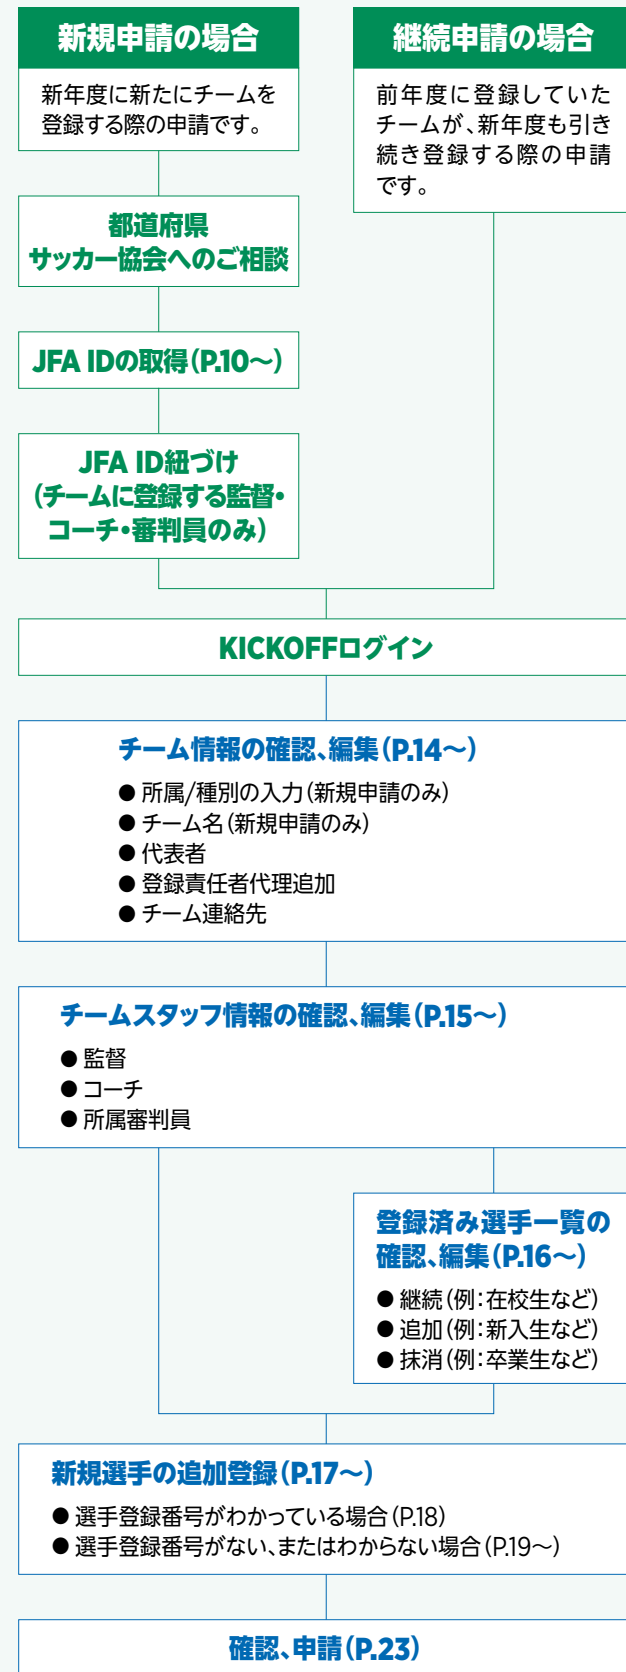 新規申請の場合
新年度に新たにチームを
登録する際の申請です。
都道府県
サッカー協会へのご相談
JFA IDの取得(P.10〜)
JFA ID紐づけ
(チームに登録する監督・
コーチ・審判員のみ)
継続申請の場合
前年度に登録していた
チームが、新年度も引き
続き登録する際の申請
です。
KICKOFFログイン
チーム情報の確認、編集(P.14〜)
● 所属/種別の入力(新規申請のみ)
● チーム名(新規申請のみ)
● 代表者
● 登録責任者代理追加
● チーム連絡先
チームスタッフ情報の確認、編集(P.15〜)
● 監督
● コーチ
● 所属審判員
登録済み選手一覧の
確認、編集(P.16〜)
● 継続(例:在校生など)
● 追加(例:新入生など)
● 抹消(例:卒業生など)
新規選手の追加登録(P.17〜)
● 選手登録番号がわかっている場合(P.18)
● 選手登録番号がない、またはわからない場合(P.19〜)
確認、申請(P.23)